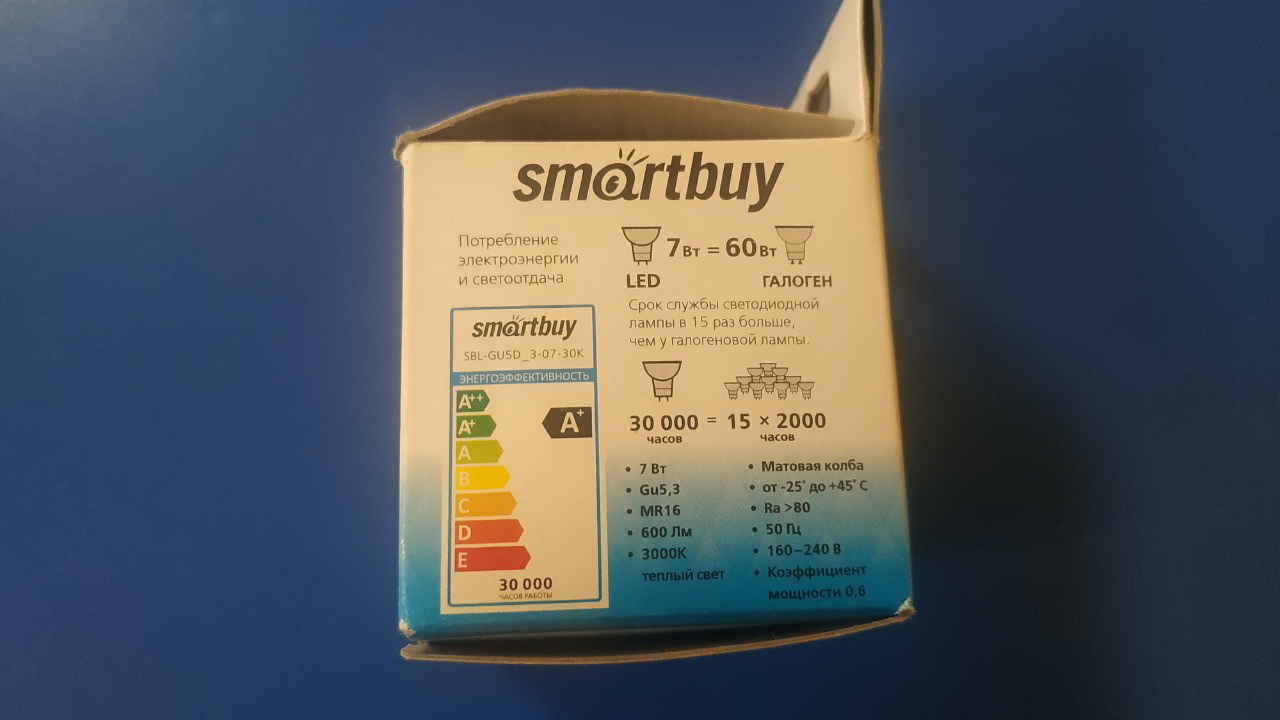 smartbuy
Потребление
электроэнергии
и светоотдача
7Вт = 60Вт
LED
ГАЛОГЕН
Срок службы светодиодной
лампы в 15 раз больше,
чем у галогеновой лампы.
30 000 = 15 × 2000
часов
часов
smartbuy
SBL-GU5D_3-07-30K
ЭНЕРГОЭФФЕКТИВНОСТЬ
A++
A+
A+
A
B
C
D
E
30 000
ЧАСОВ РАБОТЫ
• 7 Вт
• Gu5,3
• MR16
• 600 Лм
• 3000К
теплый свет
• Матовая колба
• от -25° до +45° С
• Ra >80
• 50 Гц
• 160–240 В
• Коэффициент
мощности 0,6